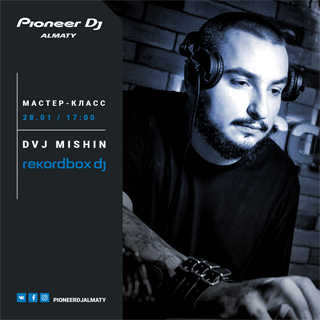 Pioneer Dj
ALMATY
МАСТЕР-КЛАСС
28.01 / 17:00
DVJ MISHIN
rekordbox dj
PIONEERDJALMATY